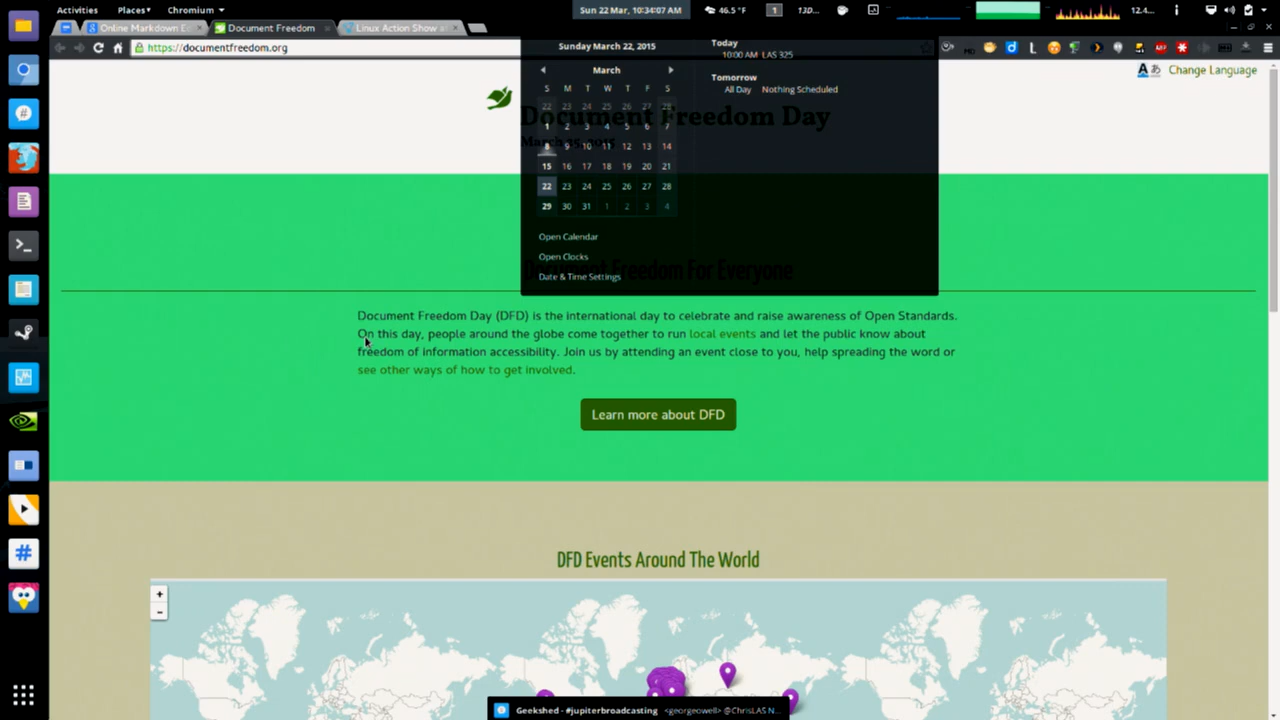 Activities Places Chromium Sun 22 Mar, 10:34:07 AM 46.5 °F 1 13D... 12.4...
Online Markdown E Document Freedom Linux Action Show a
https://documentfreedom.org
Sunday March 22, 2015
Today
10:00 AM LAS 325
Tomorrow
All Day Nothing Scheduled
March
S M T W T F S
22 23 24 25 26 27 28
1 2 3 4 5 6 7
8 9 10 11 12 13 14
15 16 17 18 19 20 21
22 23 24 25 26 27 28
29 30 31 1 2 3 4
Open Calendar
Open Clocks
Date & Time Settings
Change Language
Document Freedom Day
Freedom For Everyone
Document Freedom Day (DFD) is the international day to celebrate and raise awareness of Open Standards.
On this day, people around the globe come together to run local events and let the public know about
freedom of information accessibility. Join us by attending an event close to you, help spreading the word or
see other ways of how to get involved.
Learn more about DFD
DFD Events Around The World
+
-
Geekshed - #jupiterbroadcasting <georgeowell> @ChrisLAS N...